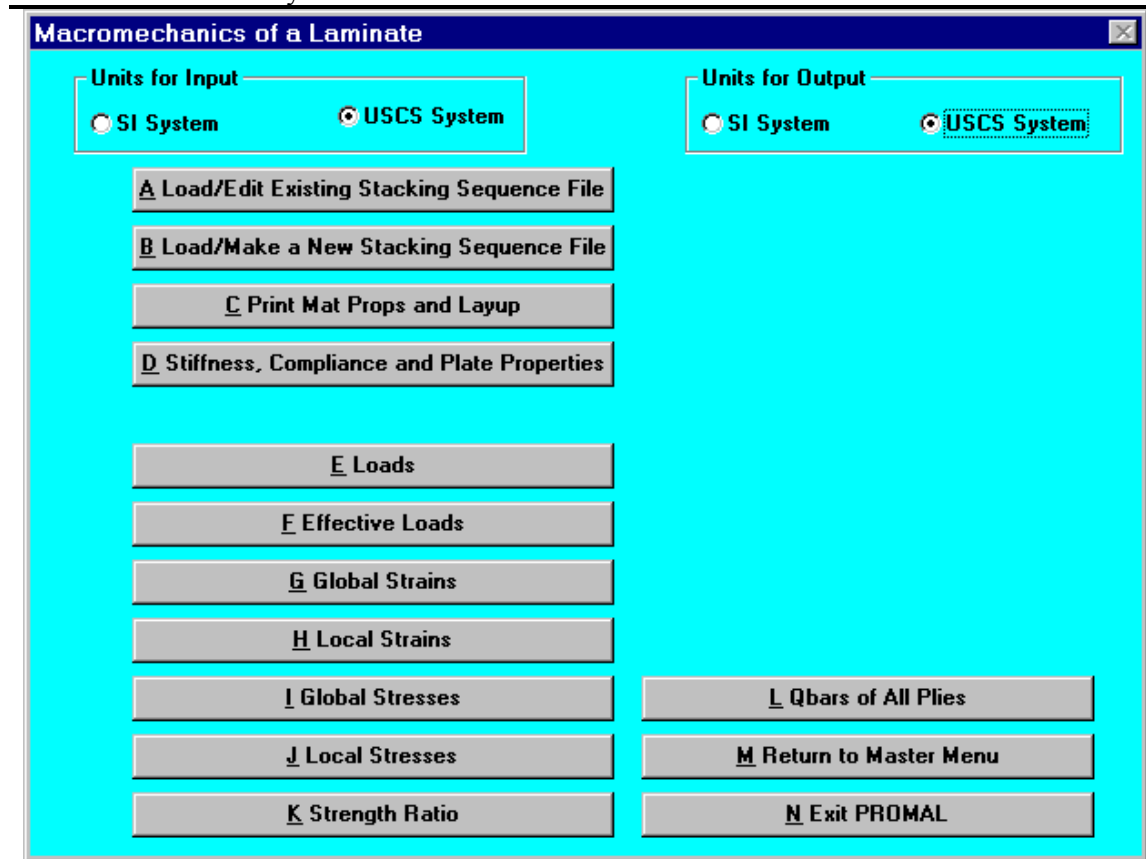 Macromechanics of a Laminate
Units for Input
SI System
USCS System
Units for Output
SI System
USCS System
A Load/Edit Existing Stacking Sequence File
B Load/Make a New Stacking Sequence File
C Print Mat Props and Layup
D Stiffness, Compliance and Plate Properties
E Loads
F Effective Loads
G Global Strains
H Local Strains
I Global Stresses
L Qbars of All Plies
J Local Stresses
M Return to Master Menu
K Strength Ratio
N Exit PROMAL